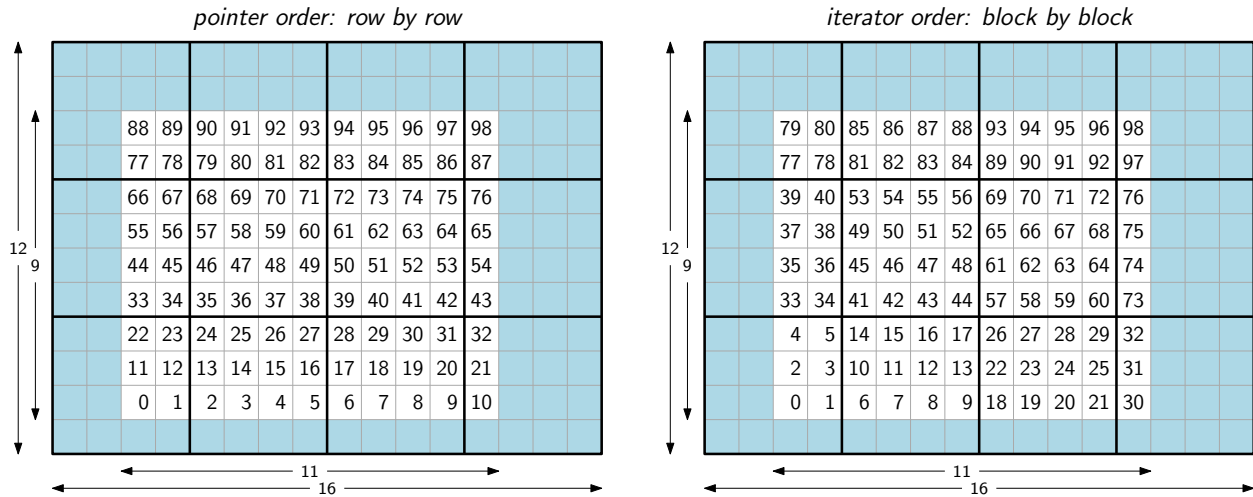 pointer order: row by row
88 89 90 91 92 93 94 95 96 97 98
77 78 79 80 81 82 83 84 85 86 87
66 67 68 69 70 71 72 73 74 75 76
55 56 57 58 59 60 61 62 63 64 65
44 45 46 47 48 49 50 51 52 53 54
33 34 35 36 37 38 39 40 41 42 43
22 23 24 25 26 27 28 29 30 31 32
11 12 13 14 15 16 17 18 19 20 21
0 1 2 3 4 5 6 7 8 9 10
12
9
11
16
iterator order: block by block
79 80 85 86 87 88 93 94 95 96 98
77 78 81 82 83 84 89 90 91 92 97
39 40 53 54 55 56 69 70 71 72 76
37 38 49 50 51 52 65 66 67 68 75
35 36 45 46 47 48 61 62 63 64 74
33 34 41 42 43 44 57 58 59 60 73
4 5 14 15 16 17 26 27 28 29 32
2 3 10 11 12 13 22 23 24 25 31
0 1 6 7 8 9 18 19 20 21 30
12
9
11
16